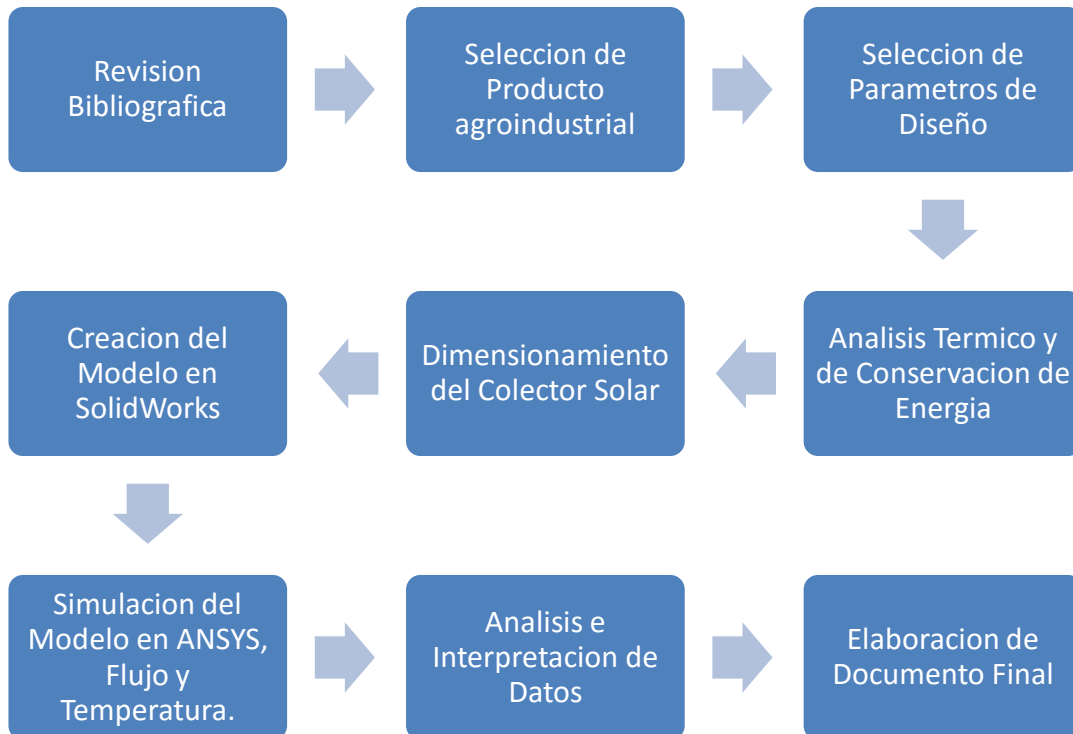 Revision
Bibliografica
Seleccion de
Producto
agroindustrial
Seleccion de
Parametros de
Diseño
Analisis Termico y
de Conservacion de
Energia
Dimensionamiento
del Colector Solar
Creacion del
Modelo en
SolidWorks
Simulacion del
Modelo en ANSYS,
Flujo y
Temperatura.
Analisis e
Interpretacion de
Datos
Elaboracion de
Documento Final